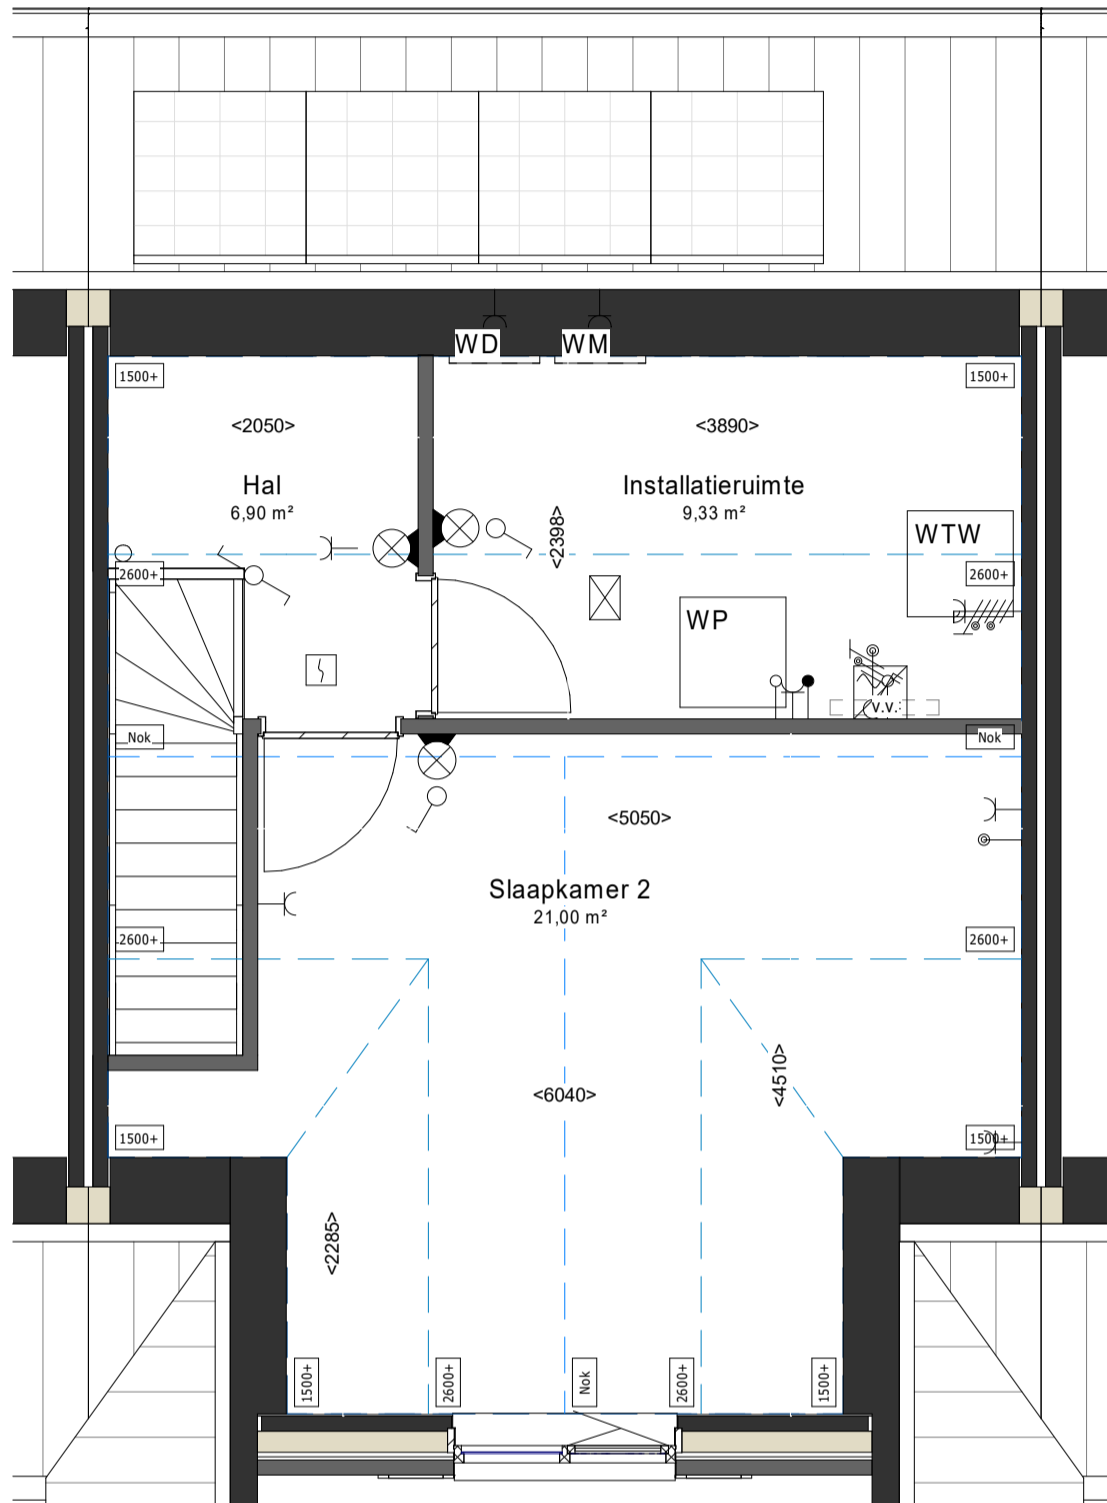 WD
WM
1500+
1500+
<2050>
<3890>
Hal
6,90 m²
Installatieruimte
9,33 m²
<2398>
WTW
2600+
2600+
WP
v.v.
Nok
Nok
<5050>
Slaapkamer 2
21,00 m²
2600+
2600+
<6040>
<4510>
1500+
1500+
<2285>
1500+
2600+
Nok
2600+
1500+